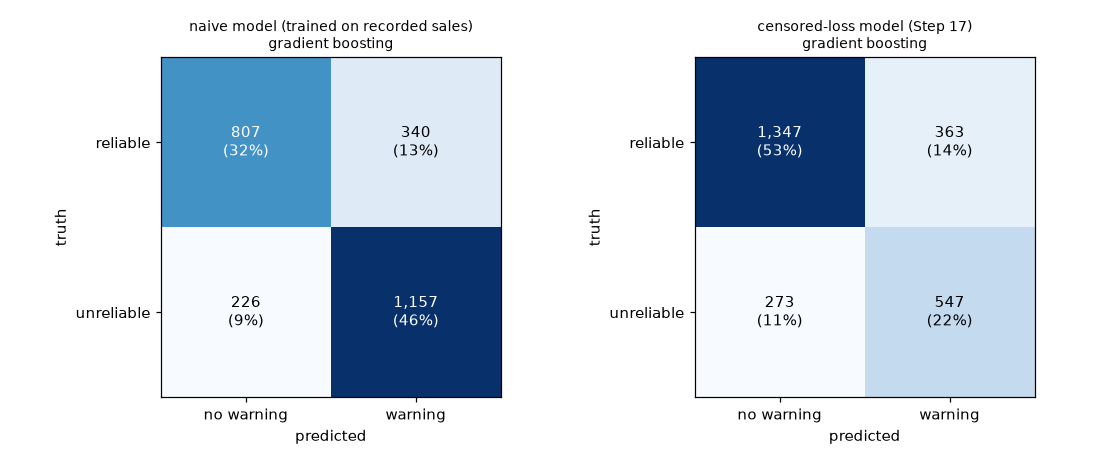 naive model (trained on recorded sales)
gradient boosting
reliable
807
(32%)
340
(13%)
unreliable
226
(9%)
1,157
(46%)
truth
no warning
warning
predicted
censored-loss model (Step 17)
gradient boosting
reliable
1,347
(53%)
363
(14%)
unreliable
273
(11%)
547
(22%)
truth
no warning
warning
predicted